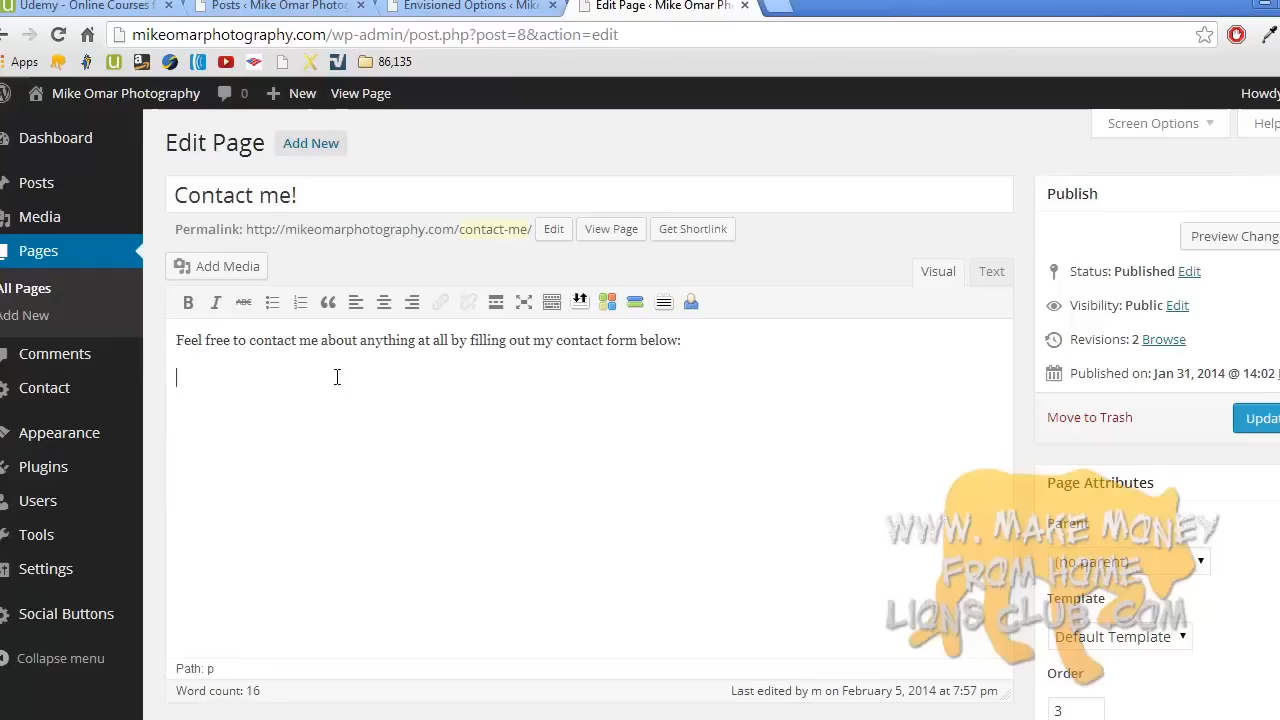 Udemy - Online Courses f
Posts ‹ Mike Omar Photogra
Envisioned Options ‹ Mike
Edit Page ‹ Mike Omar Pho
mikeomarphotography.com/wp-admin/post.php?post=8&action=edit
Apps
86,135
Mike Omar Photography
0
New
View Page
Howdy
Screen Options
Help
Dashboard
Posts
Media
Pages
All Pages
Add New
Comments
Contact
Appearance
Plugins
Users
Tools
Settings
Social Buttons
Collapse menu
Edit Page
Add New
Contact me!
Permalink: http://mikeomarphotography.com/contact-me/
Edit
View Page
Get Shortlink
Add Media
Visual
Text
B I ABC
Feel free to contact me about anything at all by filling out my contact form below:
Path: p
Word count: 16
Last edited by m on February 5, 2014 at 7:57 pm
Publish
Preview Chang
Status: Published Edit
Visibility: Public Edit
Revisions: 2 Browse
Published on: Jan 31, 2014 @ 14:02
Move to Trash
Updat
Page Attributes
Parent
(no parent)
Template
Default Template
Order
3
WWW. MAKE MONEY
FROM HOME
LIONS CLUB .COM